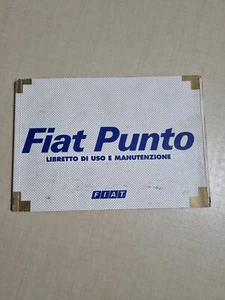 Fiat Punto
LIBRETTO DI USO E MANUTENZIONE
FIAT